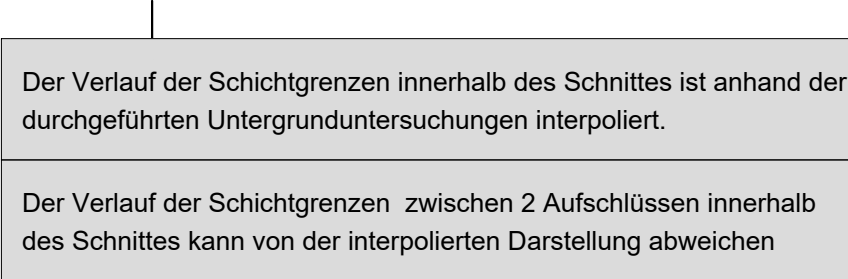 Der Verlauf der Schichtgrenzen innerhalb des Schnittes ist anhand der
durchgeführten Untergrunduntersuchungen interpoliert.
Der Verlauf der Schichtgrenzen  zwischen 2 Aufschlüssen innerhalb
des Schnittes kann von der interpolierten Darstellung abweichen